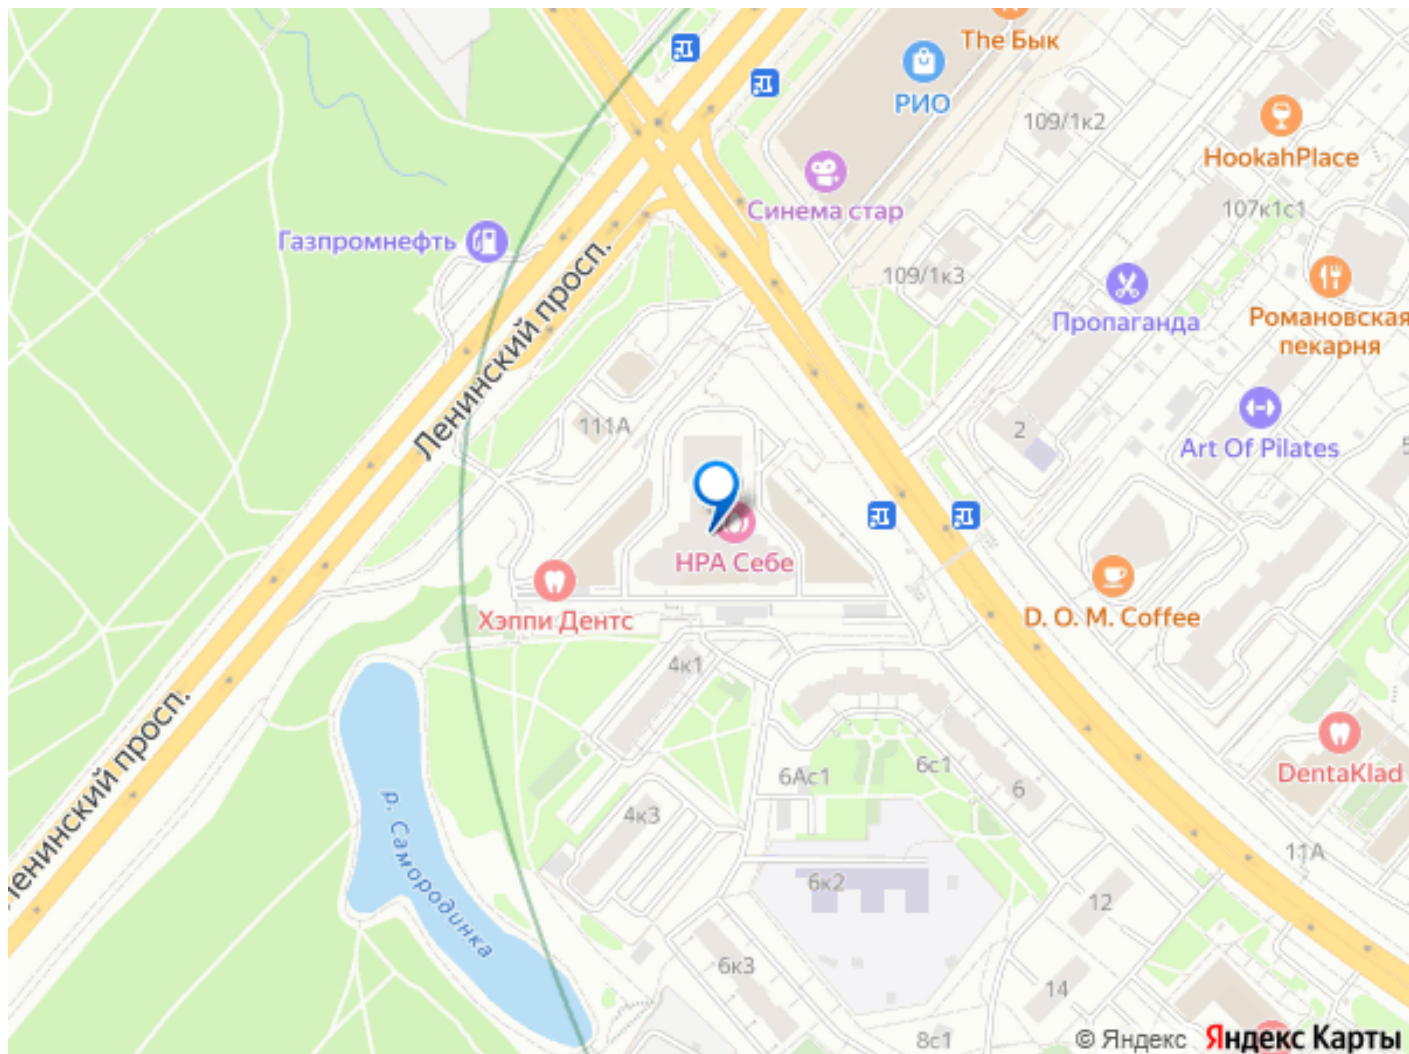 The Бык
РИО
109/1к2
HookahPlace
Синема стар
107к1с1
Газпромнефть
109/1к3
Пропаганда
Романовская
пекарня
Ленинский просп.
111А
2
Art Of Pilates
НРА Себе
Хэппи Дентс
D. O. M. Coffee
4к1
Ленинский просп.
6Ас1
6с1
6
DentaKlad
р. Самородинка
4к3
11А
6к2
12
6к3
14
8с1
© Яндекс Яндекс Карты